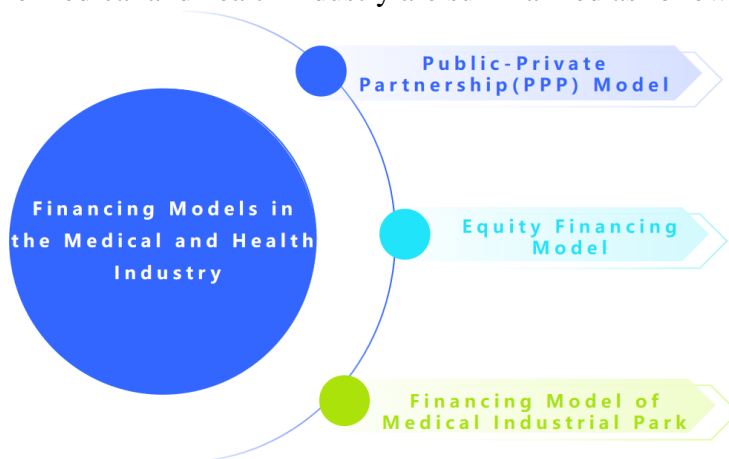 Financing Models in
the Medical and Health
Industry
Public-Private
Partnership(PPP) Model
Equity Financing
Model
Financing Model of
Medical Industrial Park